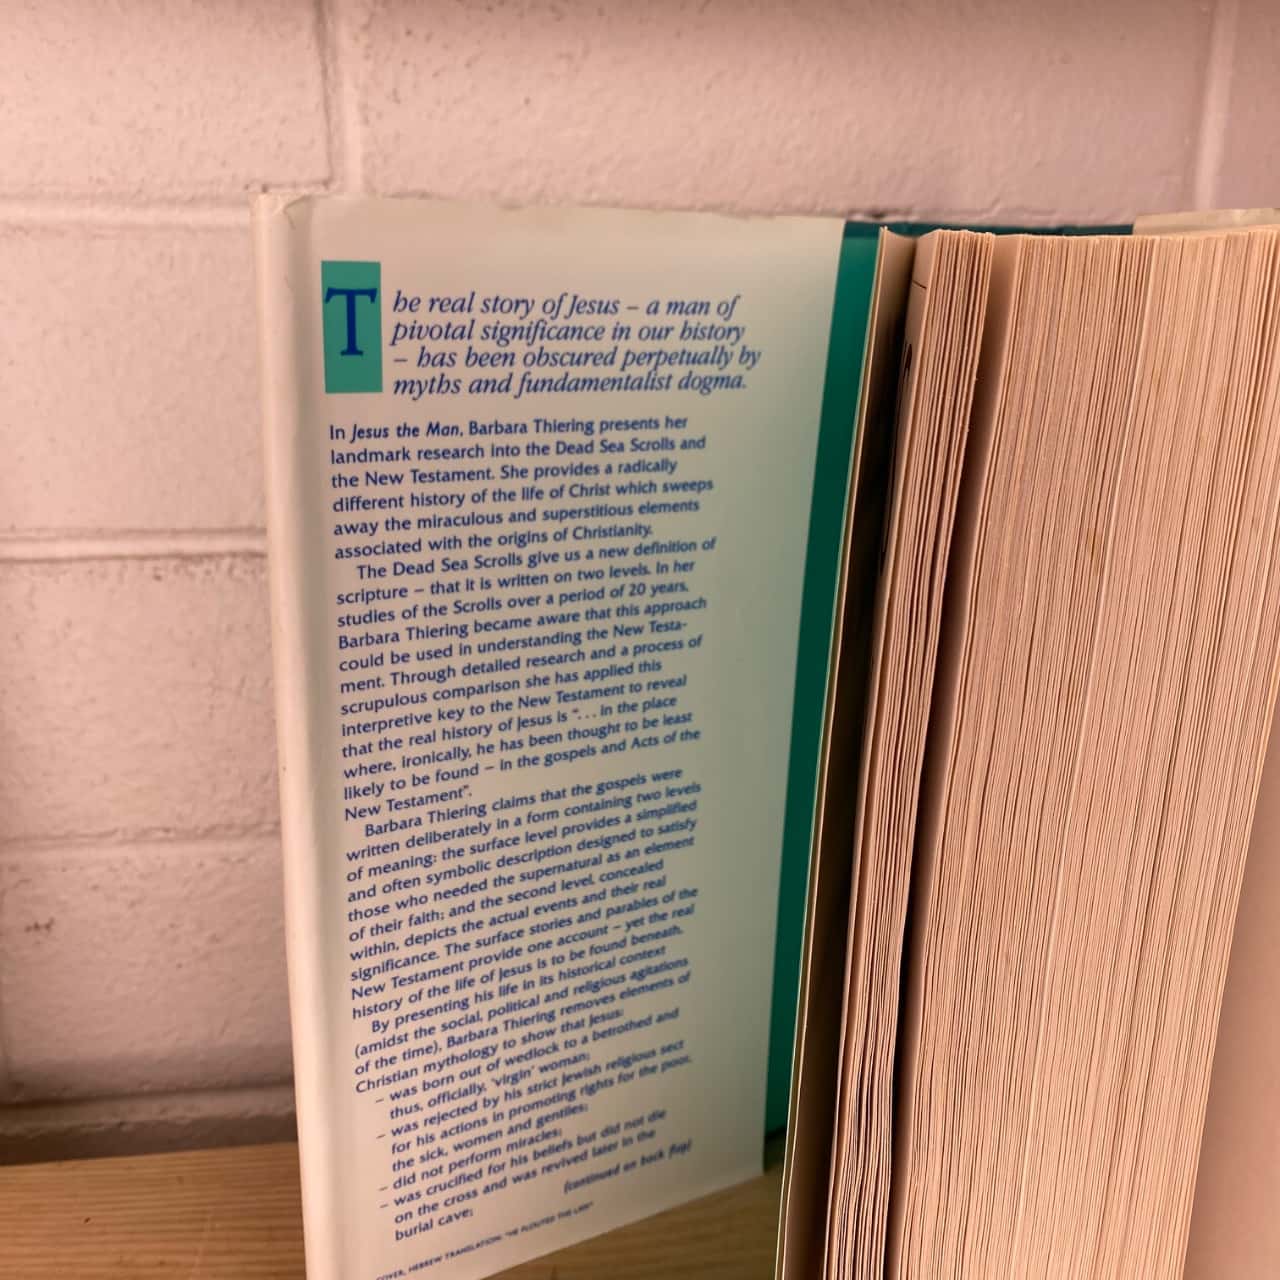 The real story of Jesus – a man of
pivotal significance in our history
– has been obscured perpetually by
myths and fundamentalist dogma.
In Jesus the Man, Barbara Thiering presents her
landmark research into the Dead Sea Scrolls and
the New Testament. She provides a radically
different history of the life of Christ which sweeps
away the miraculous and superstitious elements
associated with the origins of Christianity.
The Dead Sea Scrolls give us a new definition of
scripture – that it is written on two levels. In her
studies of the Scrolls over a period of 20 years,
Barbara Thiering became aware that this approach
could be used in understanding the New Testa-
ment. Through detailed research and a process of
scrupulous comparison she has applied this
interpretive key to the New Testament to reveal
that the real history of Jesus is “. . . in the place
where, ironically, he has been thought to be least
likely to be found – in the gospels and Acts of the
New Testament”.
Barbara Thiering claims that the gospels were
written deliberately in a form containing two levels
of meaning: the surface level provides a simplified
and often symbolic description designed to satisfy
those who needed the supernatural as an element
of their faith; and the second level, concealed
within, depicts the actual events and their real
significance. The surface stories and parables of the
New Testament provide one account – yet the real
history of the life of Jesus is to be found beneath.
By presenting his life in its historical context
(amidst the social, political and religious agitations
of the time), Barbara Thiering removes elements of
Christian mythology to show that Jesus:
– was born out of wedlock to a betrothed and
thus, officially, ‘virgin’ woman;
– was rejected by his strict Jewish religious sect
for his actions in promoting rights for the poor,
the sick, women and gentiles;
– did not perform miracles;
– was crucified for his beliefs but did not die
on the cross and was revived later in the
burial cave;
(continued on back flap)
COVER, HEBREW TRANSLATION: “HE FLOUTED THE LAW”